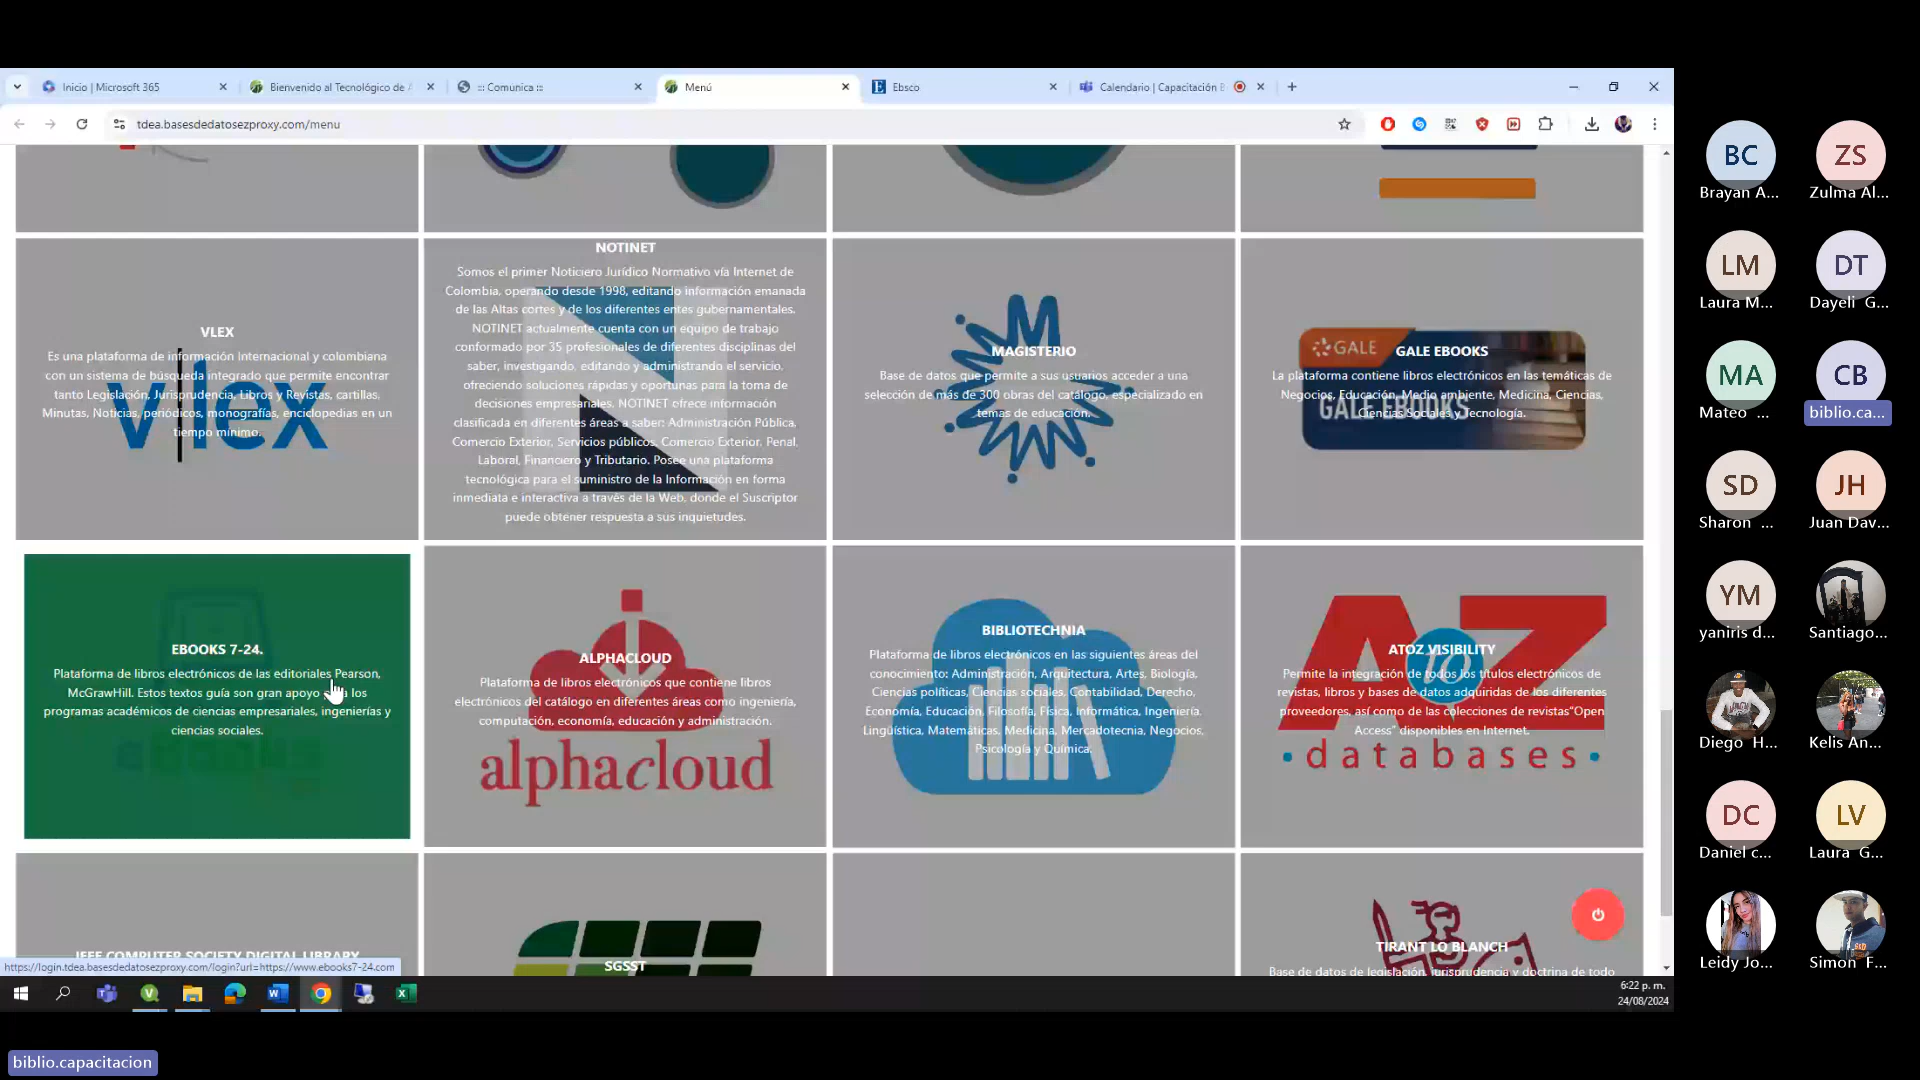 Inicio | Microsoft 365
Bienvenido al Tecnológico de A
::: Comunica :::
Menú
Ebsco
Calendario | Capacitación B
tdea.basesdedatosezproxy.com/menu
VLEX
Es una plataforma de información Internacional y colombiana
con un sistema de búsqueda integrado que permite encontrar
tanto Legislación, Jurisprudencia, Libros y Revistas, cartillas,
Minutas, Noticias, periódicos, monografías, enciclopedias en un
tiempo mínimo.
vlex
NOTINET
Somos el primer Noticiero Jurídico Normativo vía Internet de
Colombia, operando desde 1998, editando información emanada
de las Altas cortes y de los diferentes entes gubernamentales.
NOTINET actualmente cuenta con un equipo de trabajo
conformado por 35 profesionales de diferentes disciplinas del
saber, investigando, editando y administrando el servicio,
ofreciendo soluciones rápidas y oportunas para la toma de
decisiones empresariales. NOTINET ofrece información
clasificada en diferentes áreas a saber: Administración Pública,
Comercio Exterior, Servicios públicos, Comercio Exterior, Penal,
Laboral, Financiero y Tributario. Posee una plataforma
tecnológica para el suministro de la Información en forma
inmediata e interactiva a través de la Web, donde el Suscriptor
puede obtener respuesta a sus inquietudes.
MAGISTERIO
Base de datos que permite a sus usuarios acceder a una
selección de más de 300 obras del catálogo, especializado en
temas de educación.
GALE
GALE EBOOKS
La plataforma contiene libros electrónicos en las temáticas de
Negocios, Educación, Medio ambiente, Medicina, Ciencias,
Ciencias Sociales y Tecnología.
GALE EBOOKS
EBOOKS 7-24.
Plataforma de libros electrónicos de las editoriales Pearson,
McGrawHill. Estos textos guía son gran apoyo los
programas académicos de ciencias empresariales, ingenierías y
ciencias sociales.
ALPHACLOUD
Plataforma de libros electrónicos que contiene libros
electrónicos del catálogo en diferentes áreas como ingeniería,
computación, economía, educación y administración.
alphacloud
BIBLIOTECHNIA
Plataforma de libros electrónicos en las siguientes áreas del
conocimiento: Administración, Arquitectura, Artes, Biología,
Ciencias políticas, Ciencias sociales, Contabilidad, Derecho,
Economía, Educación, Filosofía, Física, Informática, Ingeniería,
Lingüística, Matemáticas, Medicina, Mercadotecnia, Negocios,
Psicología y Química.
ATOZ VISIBILITY
Permite la integración de todos los títulos electrónicos de
revistas, libros y bases de datos adquiridas de los diferentes
proveedores, así como de las colecciones de revistas"Open
Access" disponibles en Internet.
A to Z
• databases •
IEEE COMPUTER SOCIETY DIGITAL LIBRARY
SGSST
TIRANT LO BLANCH
Base de datos de legislación, jurisprudencia y doctrina de todo
https://login.tdea.basesdedatosezproxy.com/login?url=https://www.ebooks7-24.com
6:22 p. m.
24/08/2024
BC
Brayan A...
ZS
Zulma Al...
LM
Laura M...
DT
Dayeli G...
MA
Mateo ...
CB
biblio.ca...
SD
Sharon ...
JH
Juan Dav...
YM
yaniris d...
Santiago...
Diego H...
Kelis An...
DC
Daniel c...
LV
Laura G...
Leidy Jo...
Simon F...
biblio.capacitacion